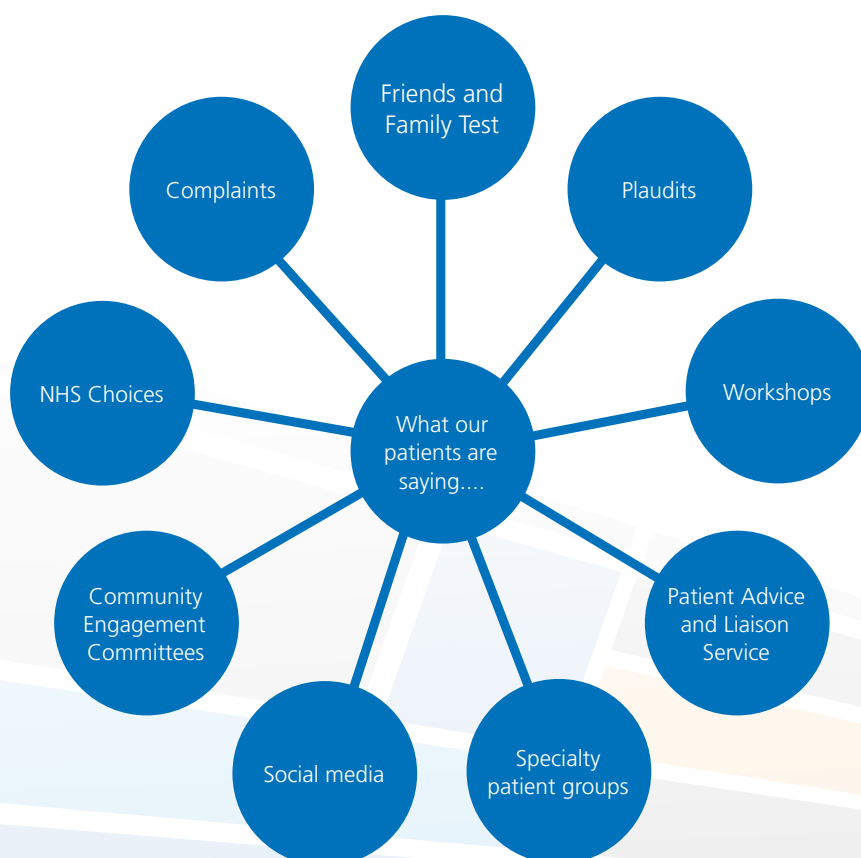 Friends and
Family Test
Complaints
Plaudits
NHS Choices
Workshops
What our
patients are
saying....
Community
Engagement
Committees
Patient Advice
and Liaison
Service
Social media
Specialty
patient groups